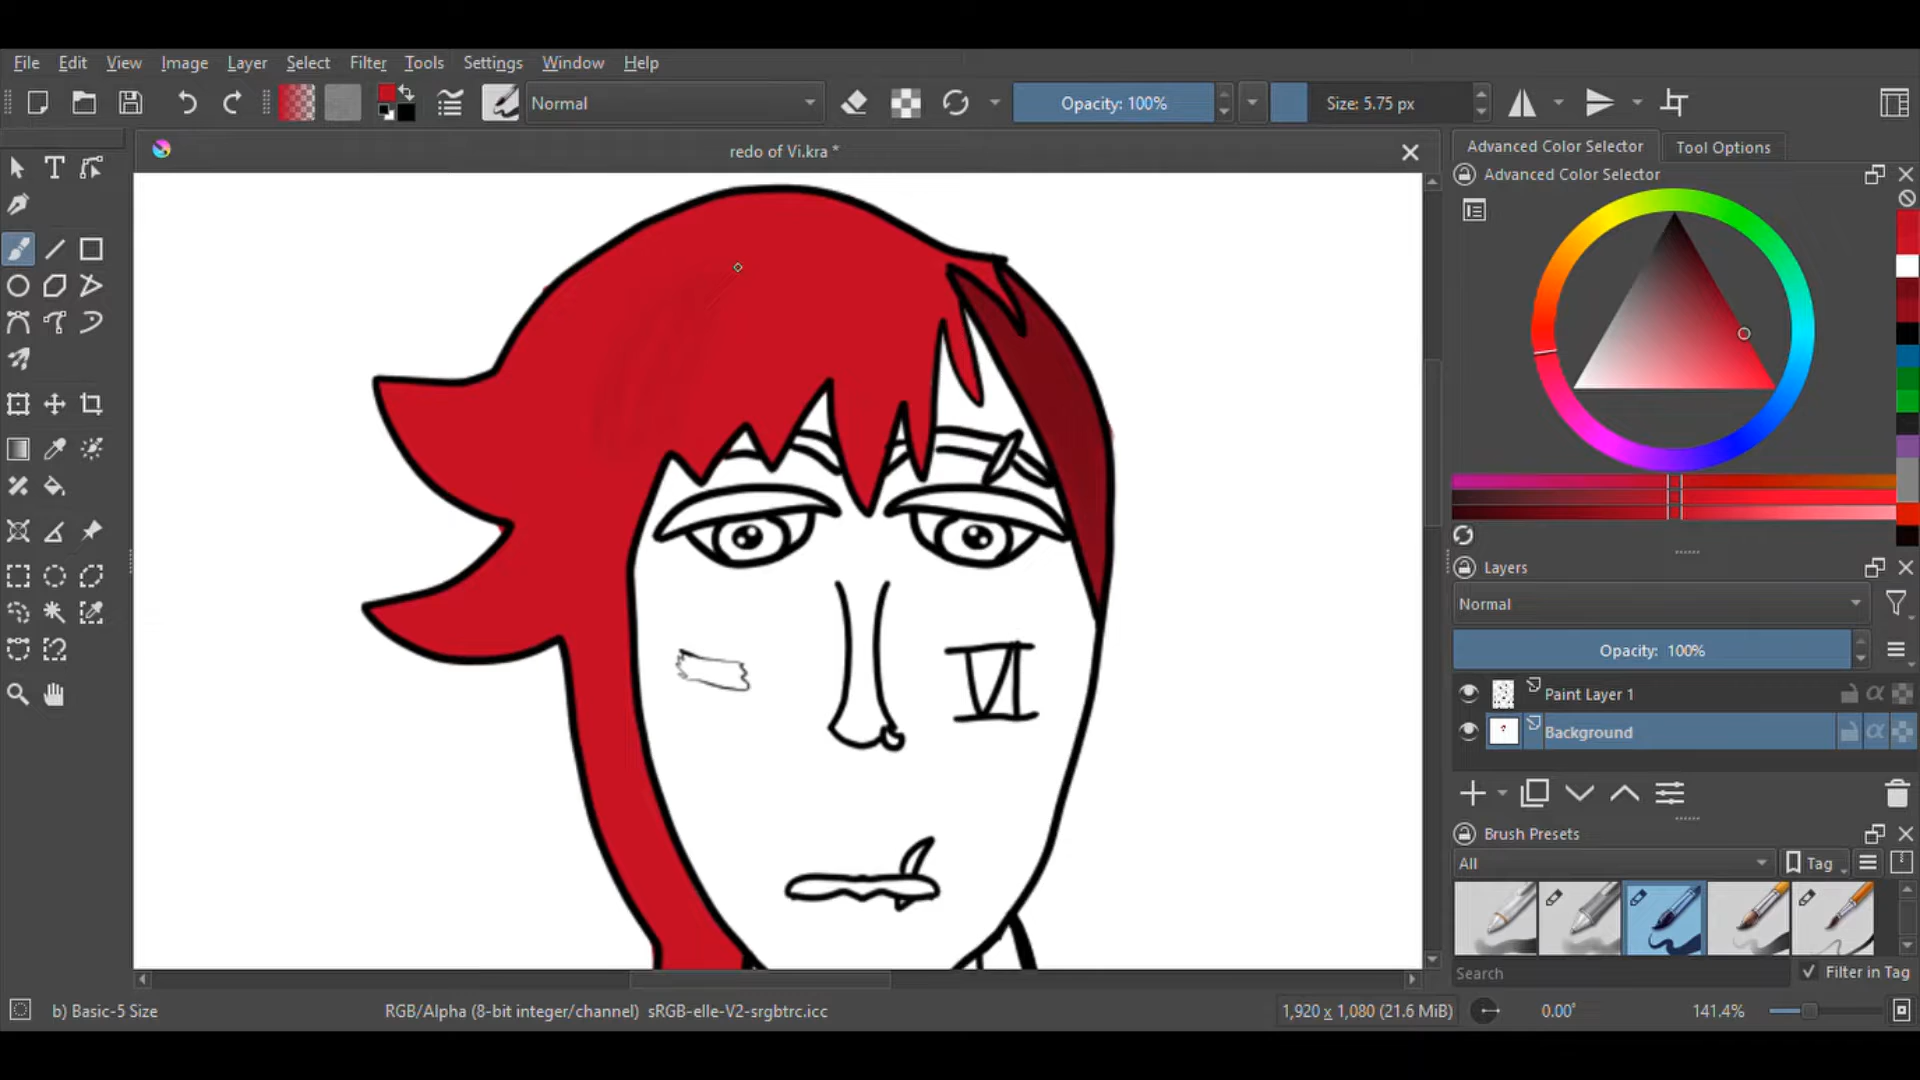 File Edit View Image Layer Select Filter Tools Settings Window Help
Normal Opacity: 100% Size: 5.75 px
redo of Vi.kra *
Advanced Color Selector Tool Options
Advanced Color Selector
Layers
Normal
Opacity: 100%
Paint Layer 1
Background
Brush Presets
All Tag
Search Filter in Tag
VI
b) Basic-5 Size RGB/Alpha (8-bit integer/channel) sRGB-elle-V2-srgbtrc.icc 1,920 x 1,080 (21.6 MiB) 0.00° 141.4%